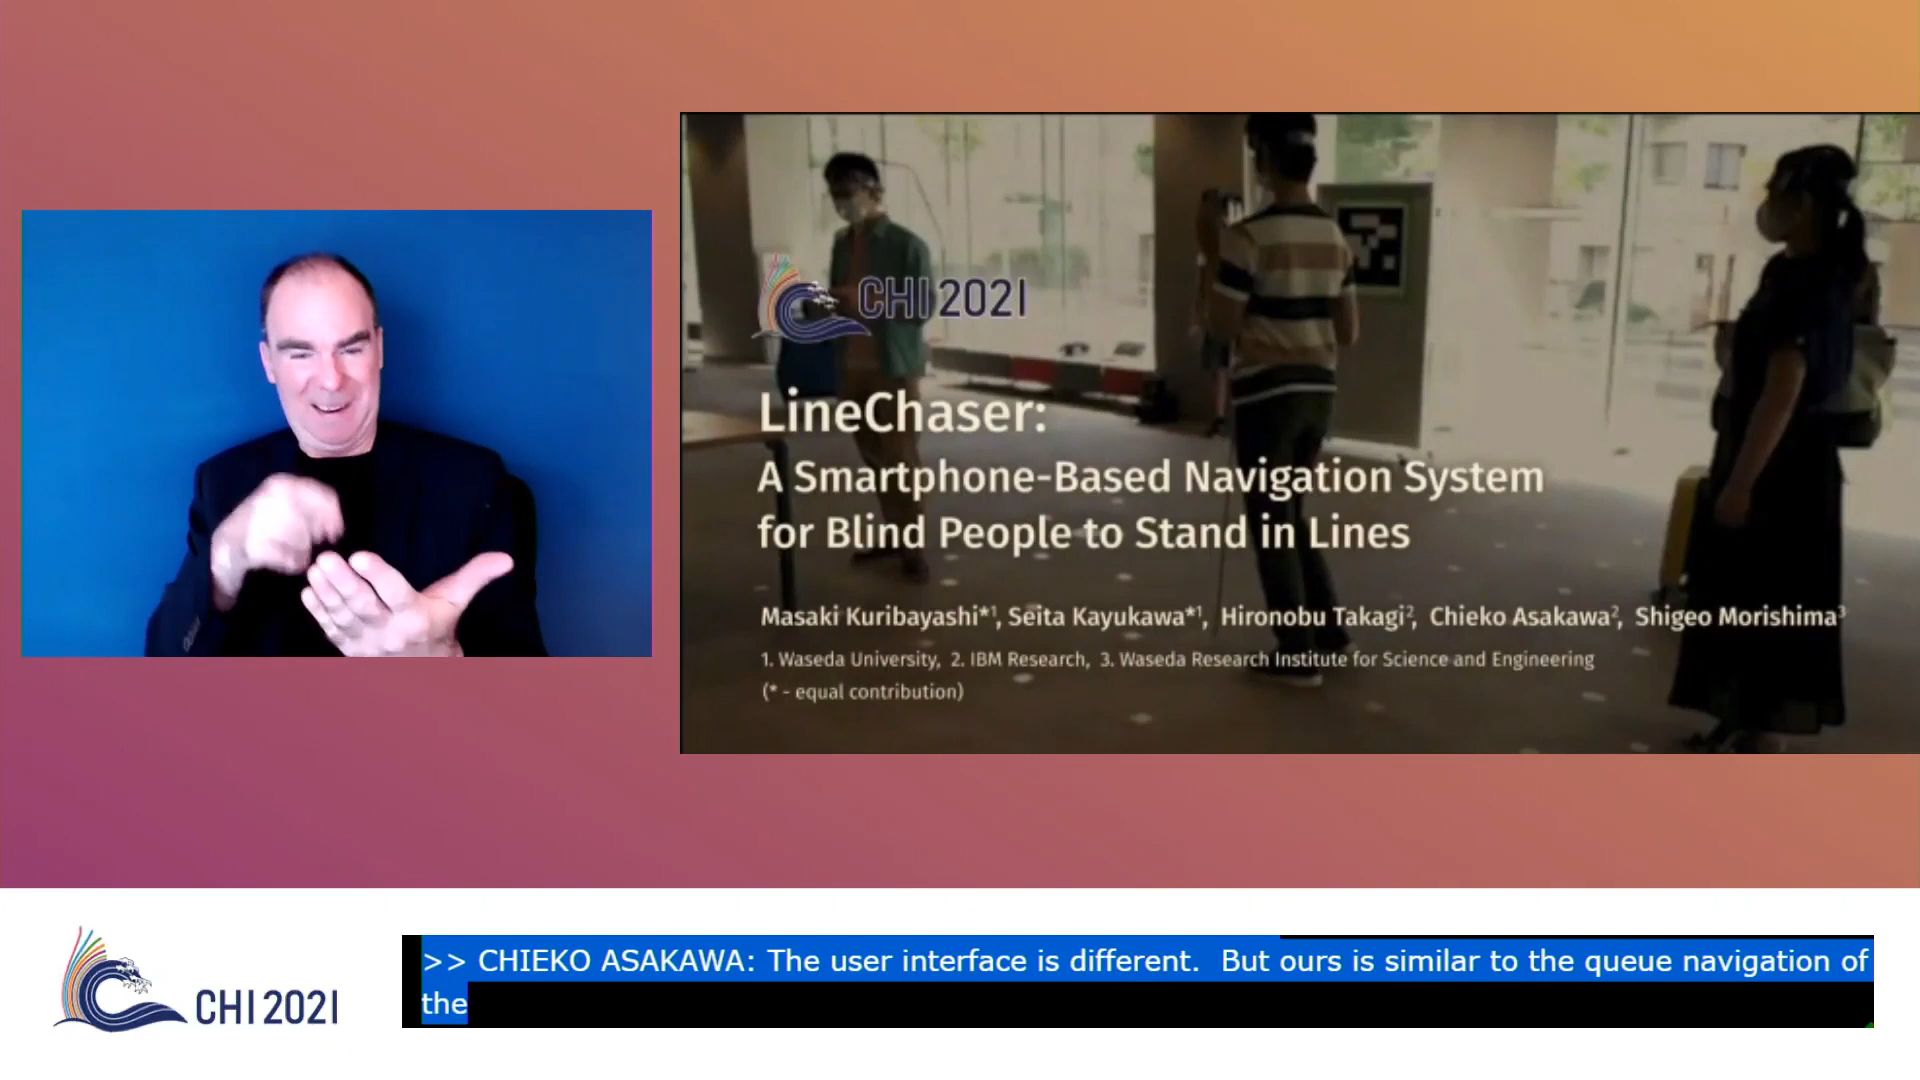 CHI 2021
LineChaser:
A Smartphone-Based Navigation System
for Blind People to Stand in Lines
Masaki Kuribayashi*¹, Seita Kayukawa*¹, Hironobu Takagi², Chieko Asakawa², Shigeo Morishima³
1. Waseda University, 2. IBM Research, 3. Waseda Research Institute for Science and Engineering
(* - equal contribution)
CHI 2021
>> CHIEKO ASAKAWA: The user interface is different. But ours is similar to the queue navigation of
the